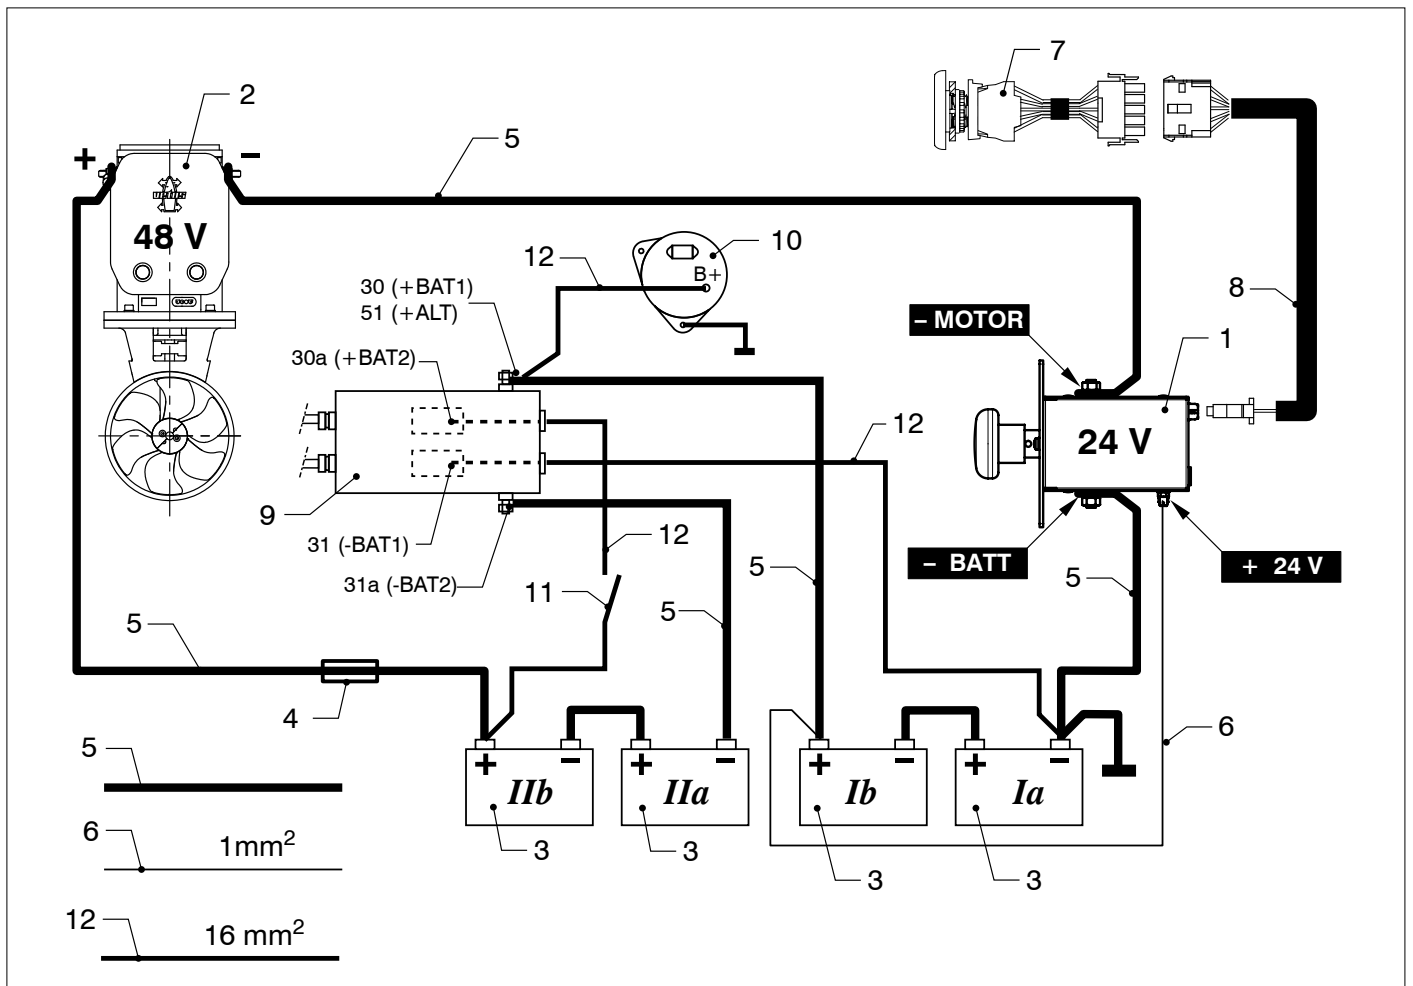 7
2
5
+
−
vetus
48 V
10
12
B+
30 (+BAT1)
51 (+ALT)
8
− MOTOR
1
30a (+BAT2)
12
24 V
9
31 (-BAT1)
12
31a (-BAT2)
5
− BATT
+ 24 V
5
11
5
5
4
6
5
+ − + − + − + −
IIb IIa Ib Ia
3 3 3 3
6
1mm²
12
16 mm²